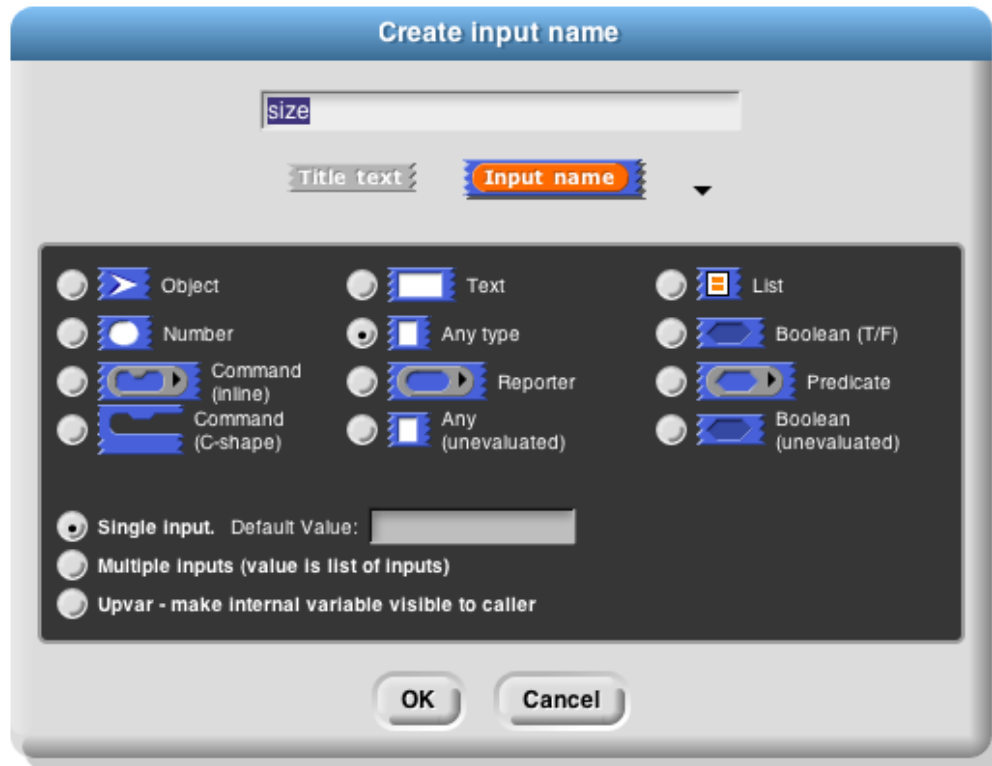 Create input name
size
Title text Input name
Object Text List
Number Any type Boolean (T/F)
Command (inline) Reporter Predicate
Command (C-shape) Any (unevaluated) Boolean (unevaluated)
Single input. Default Value:
Multiple inputs (value is list of inputs)
Upvar - make internal variable visible to caller
OK Cancel